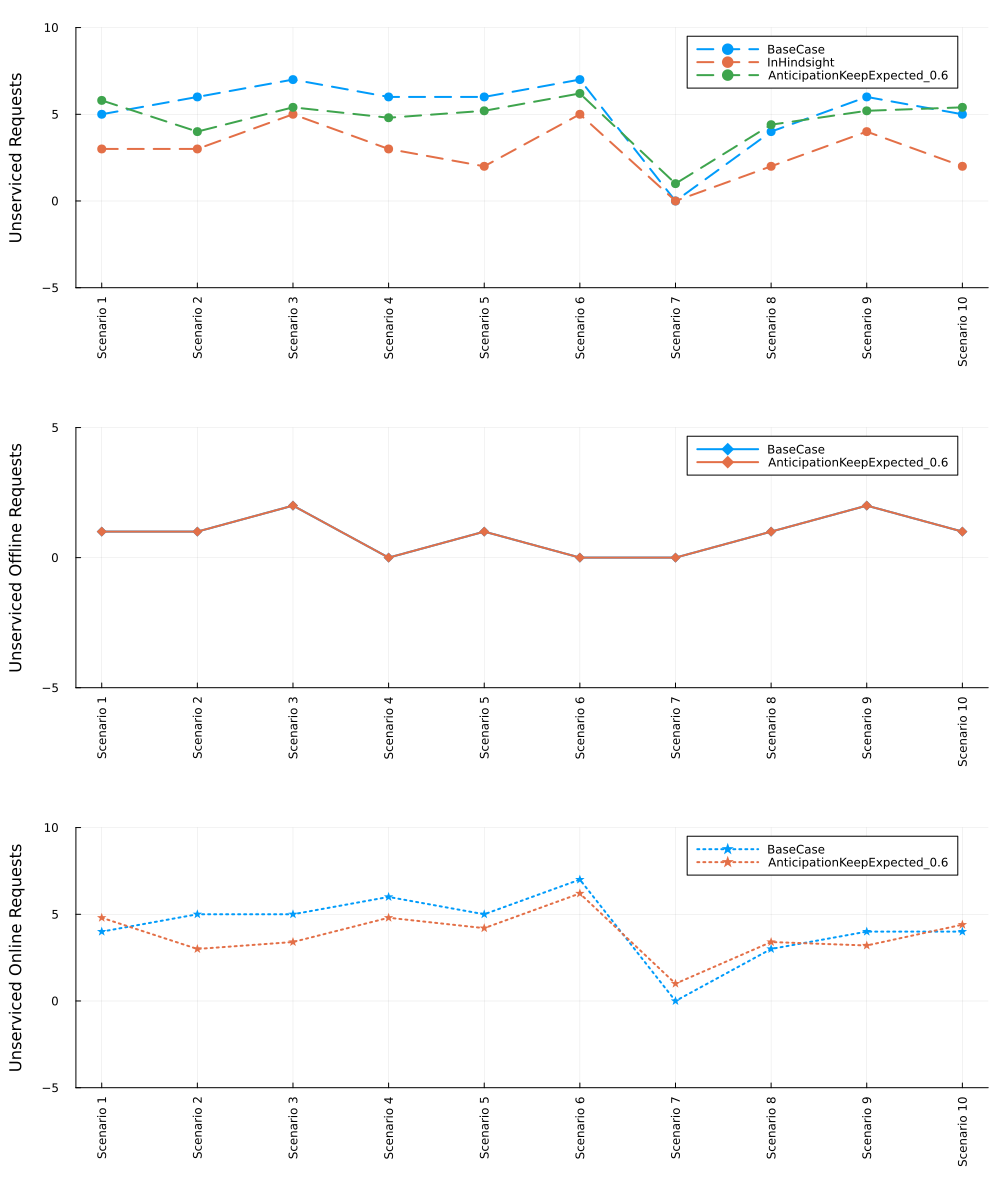 Unserviced Requests
10
5
0
−5
BaseCase
InHindsight
AnticipationKeepExpected_0.6
Scenario 1
Scenario 2
Scenario 3
Scenario 4
Scenario 5
Scenario 6
Scenario 7
Scenario 8
Scenario 9
Scenario 10
Unserviced Offline Requests
5
0
−5
BaseCase
AnticipationKeepExpected_0.6
Scenario 1
Scenario 2
Scenario 3
Scenario 4
Scenario 5
Scenario 6
Scenario 7
Scenario 8
Scenario 9
Scenario 10
Unserviced Online Requests
10
5
0
−5
BaseCase
AnticipationKeepExpected_0.6
Scenario 1
Scenario 2
Scenario 3
Scenario 4
Scenario 5
Scenario 6
Scenario 7
Scenario 8
Scenario 9
Scenario 10